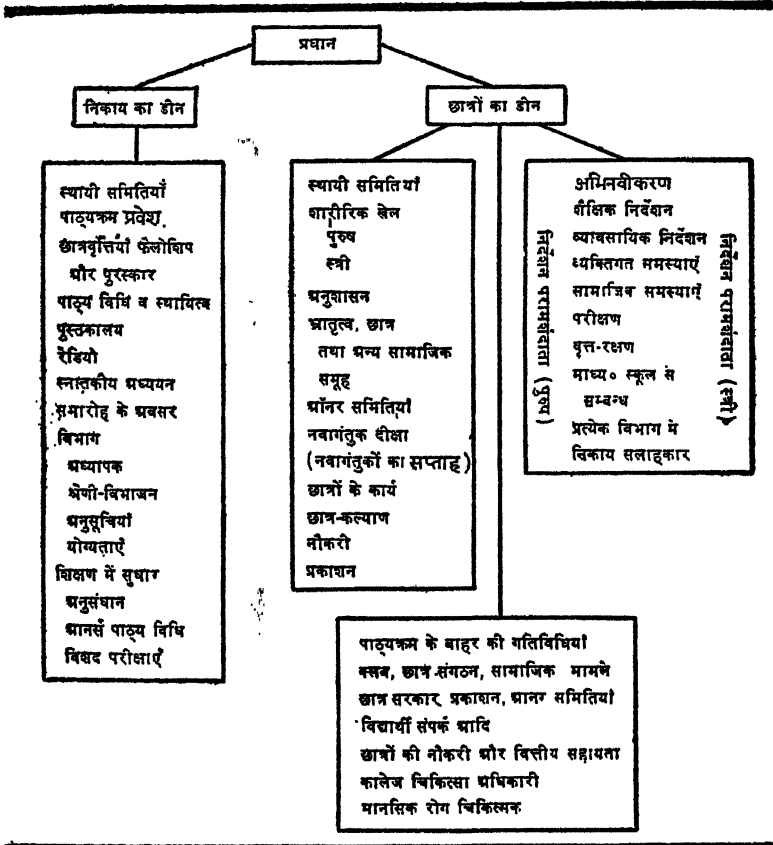 प्रधान
निकाय का डीन
छात्रों का डीन
स्थायी समितियाँ
पाठ्यक्रम प्रवेश,
छात्रवृत्तियाँ फैलोशिप
और पुरस्कार
पाठ्य विधि व स्थायित्व
पुस्तकालय
रेडियो
स्नातकीय अध्ययन
समारोह के अवसर
विभाग
अध्यापक
श्रेणी-विभाजन
अनुसूचियां
योग्यताएँ
शिक्षण में सुधार
अनुसंधान
आनर्स पाठ्य विधि
विशद परीक्षाएँ
स्थायी समितियां
शारीरिक खेल
पुरुष
स्त्री
अनुशासन
भ्रातृत्व, छात्र
तथा अन्य सामाजिक
समूह
ऑनर समितियाँ
नवागंतुक दीक्षा
(नवागंतुकों का सप्ताह)
छात्रों के कार्य
छात्र-कल्याण
नौकरी
प्रकाशन
निर्देशन परामर्शदाता (पुरुष)
अभिनवीकरण
शैक्षिक निर्देशन
व्यावसायिक निर्देशन
व्यक्तिगत समस्याएँ
सामाजिक समस्याएँ
परीक्षण
वृत्त-रक्षण
माध्य० स्कूल से
सम्बन्ध
प्रत्येक विभाग मे
निकाय सलाहकार
निर्देशन परामर्शदाता (स्त्री)
पाठ्यक्रम के बाहर की गतिविधियां
क्लब, छात्र संगठन, सामाजिक मामले
छात्र सरकार, प्रकाशन, आनर समितियां
विद्यार्थी संपर्क आदि
छात्रों की नौकरी और वित्तीय सहायता
कालेज चिकित्सा अधिकारी
मानसिक रोग चिकित्सक